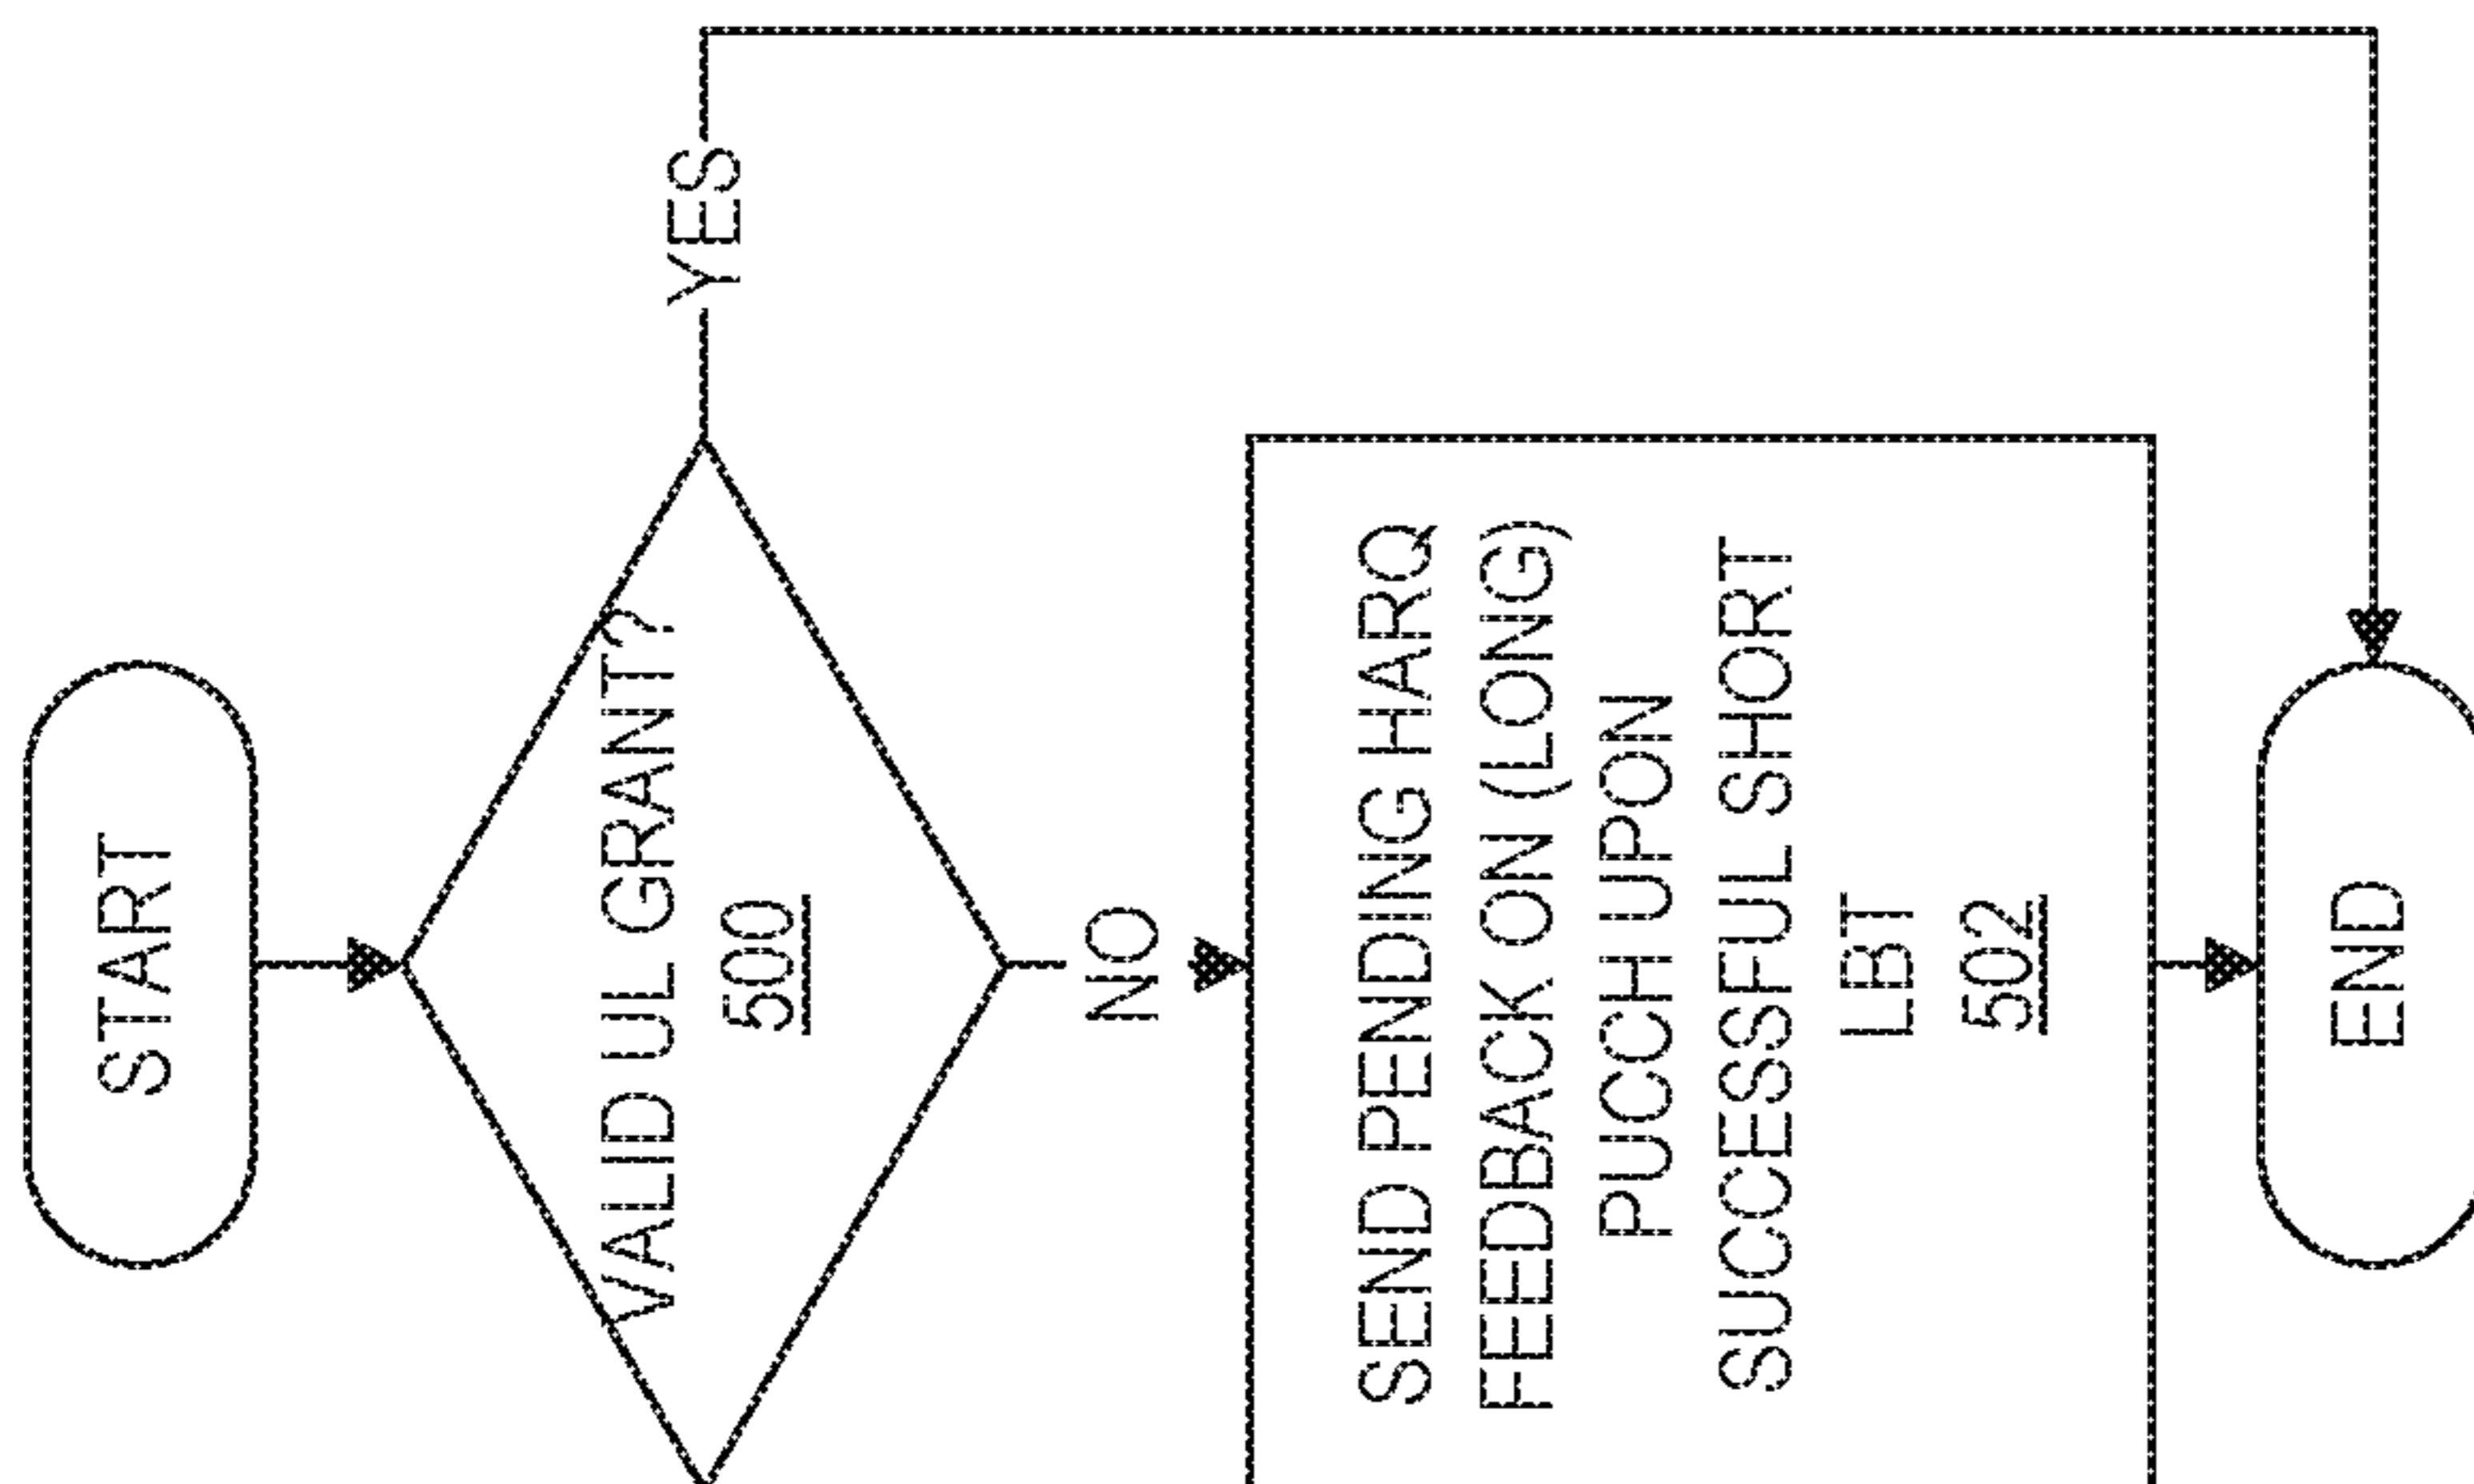 START
VALID UL GRANT?
500
YES
NO
SEND PENDING HARQ
FEEDBACK ON (LONG)
PUCCH UPON
SUCCESSFUL SHORT
LBT
502
END